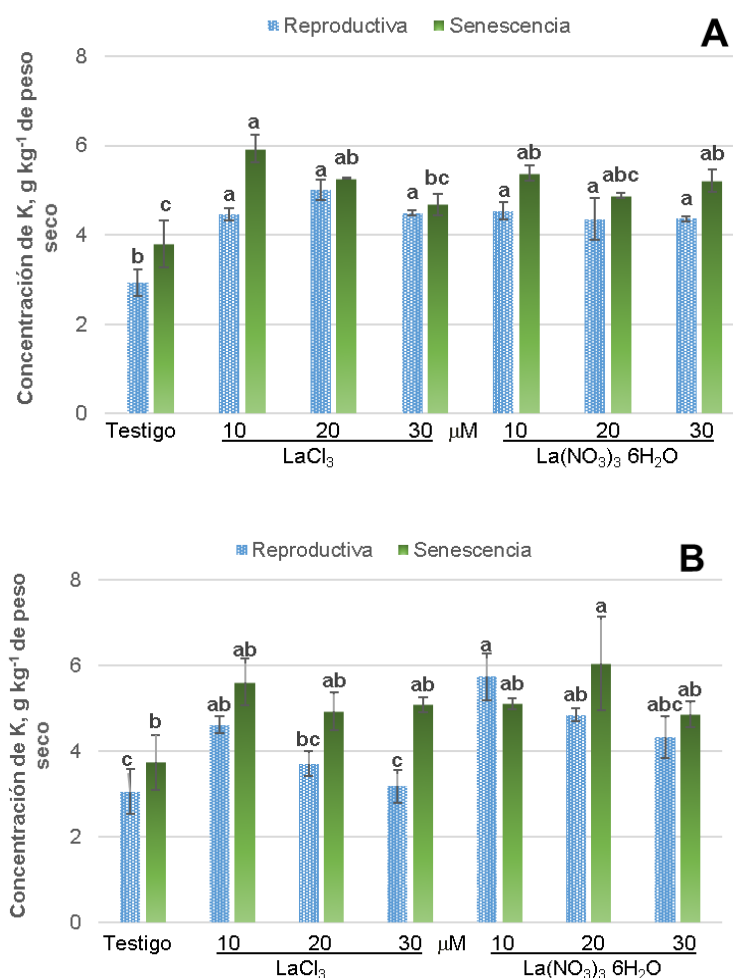 Reproductiva Senescencia
A
Concentración de K, g kg⁻¹ de peso
seco
8
6
4
2
0
b
c
a
a
a
ab
a
bc
a
ab
a
abc
a
ab
Testigo 10 20 30 µM 10 20 30
LaCl₃ La(NO₃)₃ 6H₂O
Reproductiva Senescencia
B
Concentración de K, g kg⁻¹ de peso
seco
8
6
4
2
0
c
b
ab
ab
bc
ab
c
ab
a
ab
ab
a
abc
ab
Testigo 10 20 30 µM 10 20 30
LaCl₃ La(NO₃)₃ 6H₂O